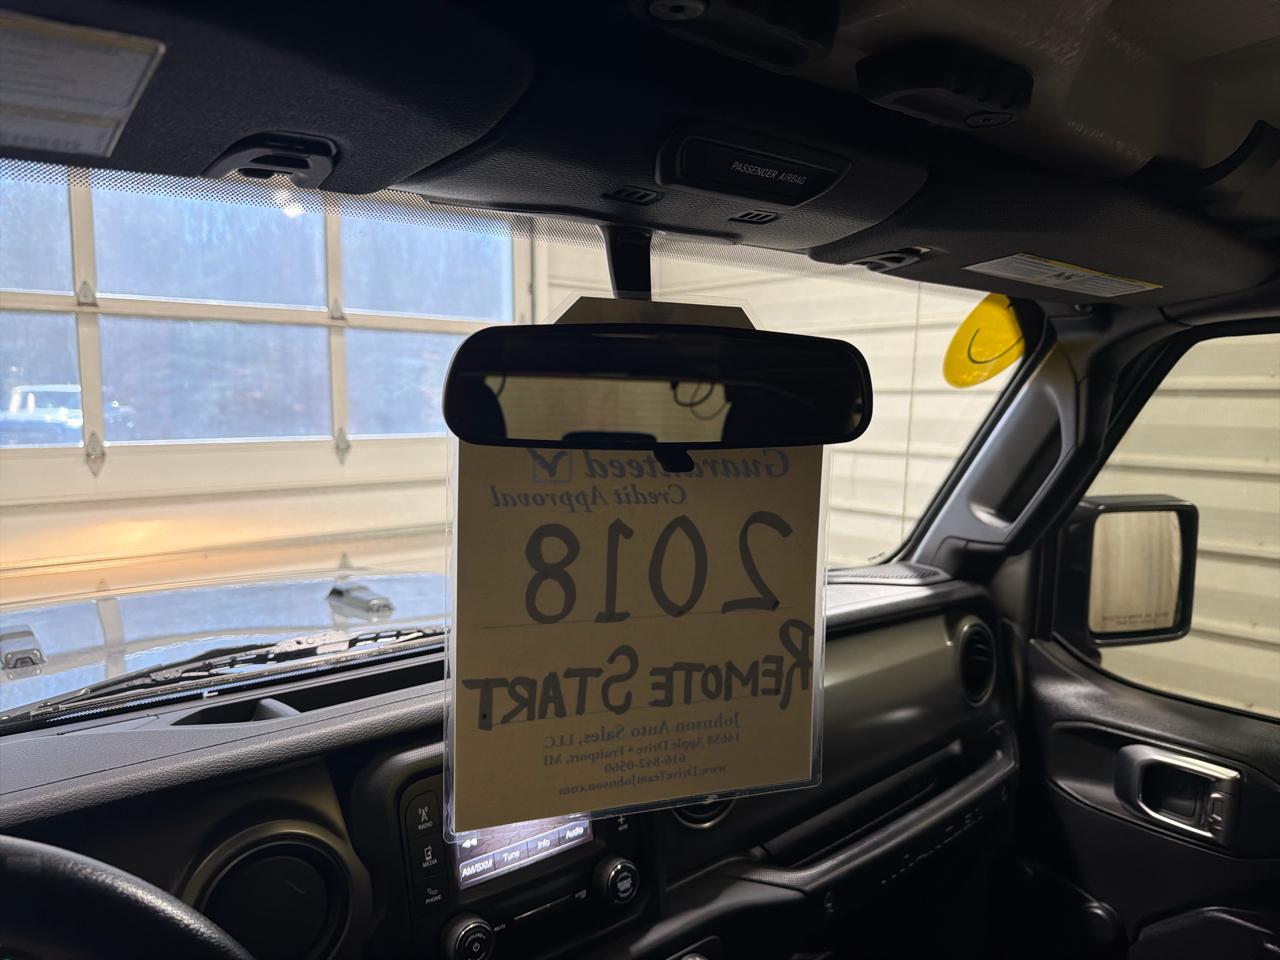 PASSENGER AIRBAG
Guaranteed
Credit Approval
2018
REMOTE START
Johnson Auto Sales, LLC
14658 Apple Drive * Fruitport, MI
616-842-0560
www.DriveTeamJohnson.com
RADIO
MEDIA
PHONE
AM/SXM Tune Info Audio